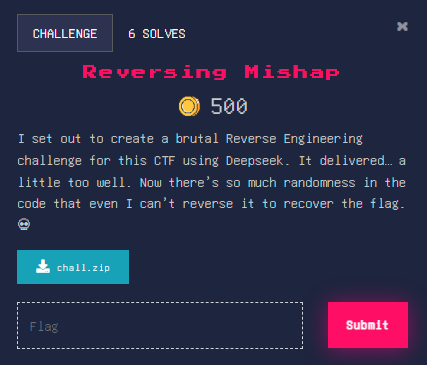 CHALLENGE 6 SOLVES ×
Reversing Mishap
500
I set out to create a brutal Reverse Engineering
challenge for this CTF using Deepseek. It delivered… a
little too well. Now there's so much randomness in the
code that even I can't reverse it to recover the flag.
💀
chall.zip
Flag
Submit